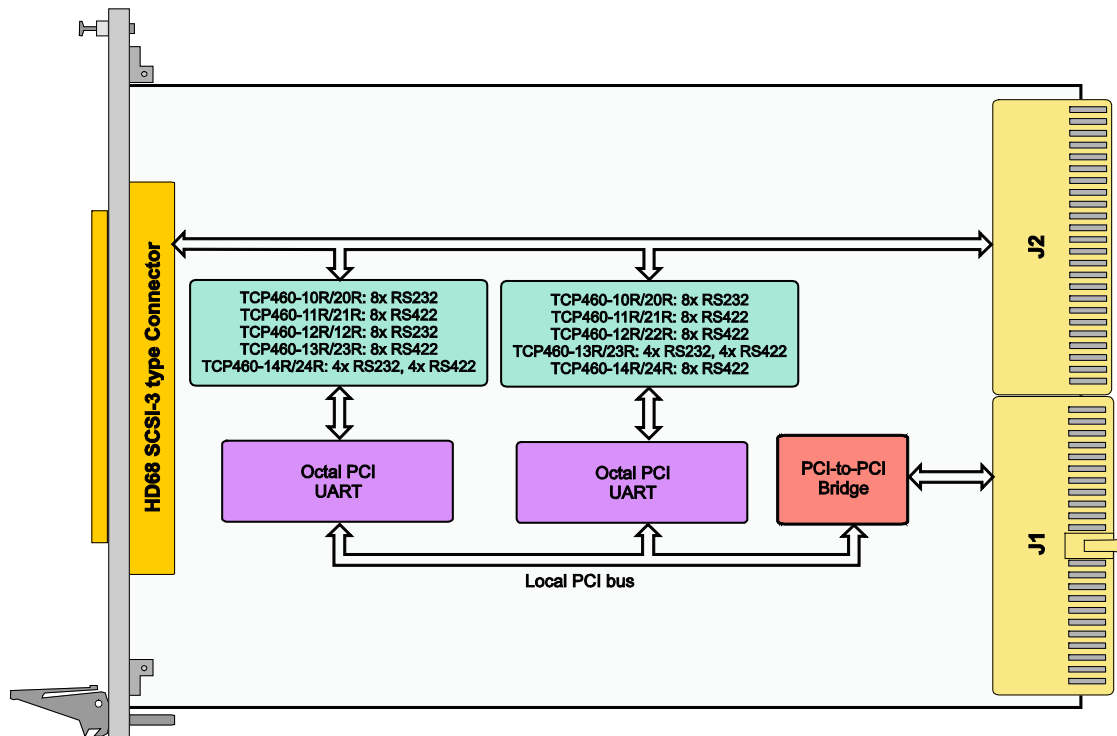 HD68 SCSI-3 type Connector
TCP460-10R/20R: 8x RS232
TCP460-11R/21R: 8x RS422
TCP460-12R/12R: 8x RS232
TCP460-13R/23R: 8x RS422
TCP460-14R/24R: 4x RS232, 4x RS422
TCP460-10R/20R: 8x RS232
TCP460-11R/21R: 8x RS422
TCP460-12R/22R: 8x RS422
TCP460-13R/23R: 4x RS232, 4x RS422
TCP460-14R/24R: 8x RS422
J2
Octal PCI
UART
Octal PCI
UART
PCI-to-PCI
Bridge
J1
Local PCI bus